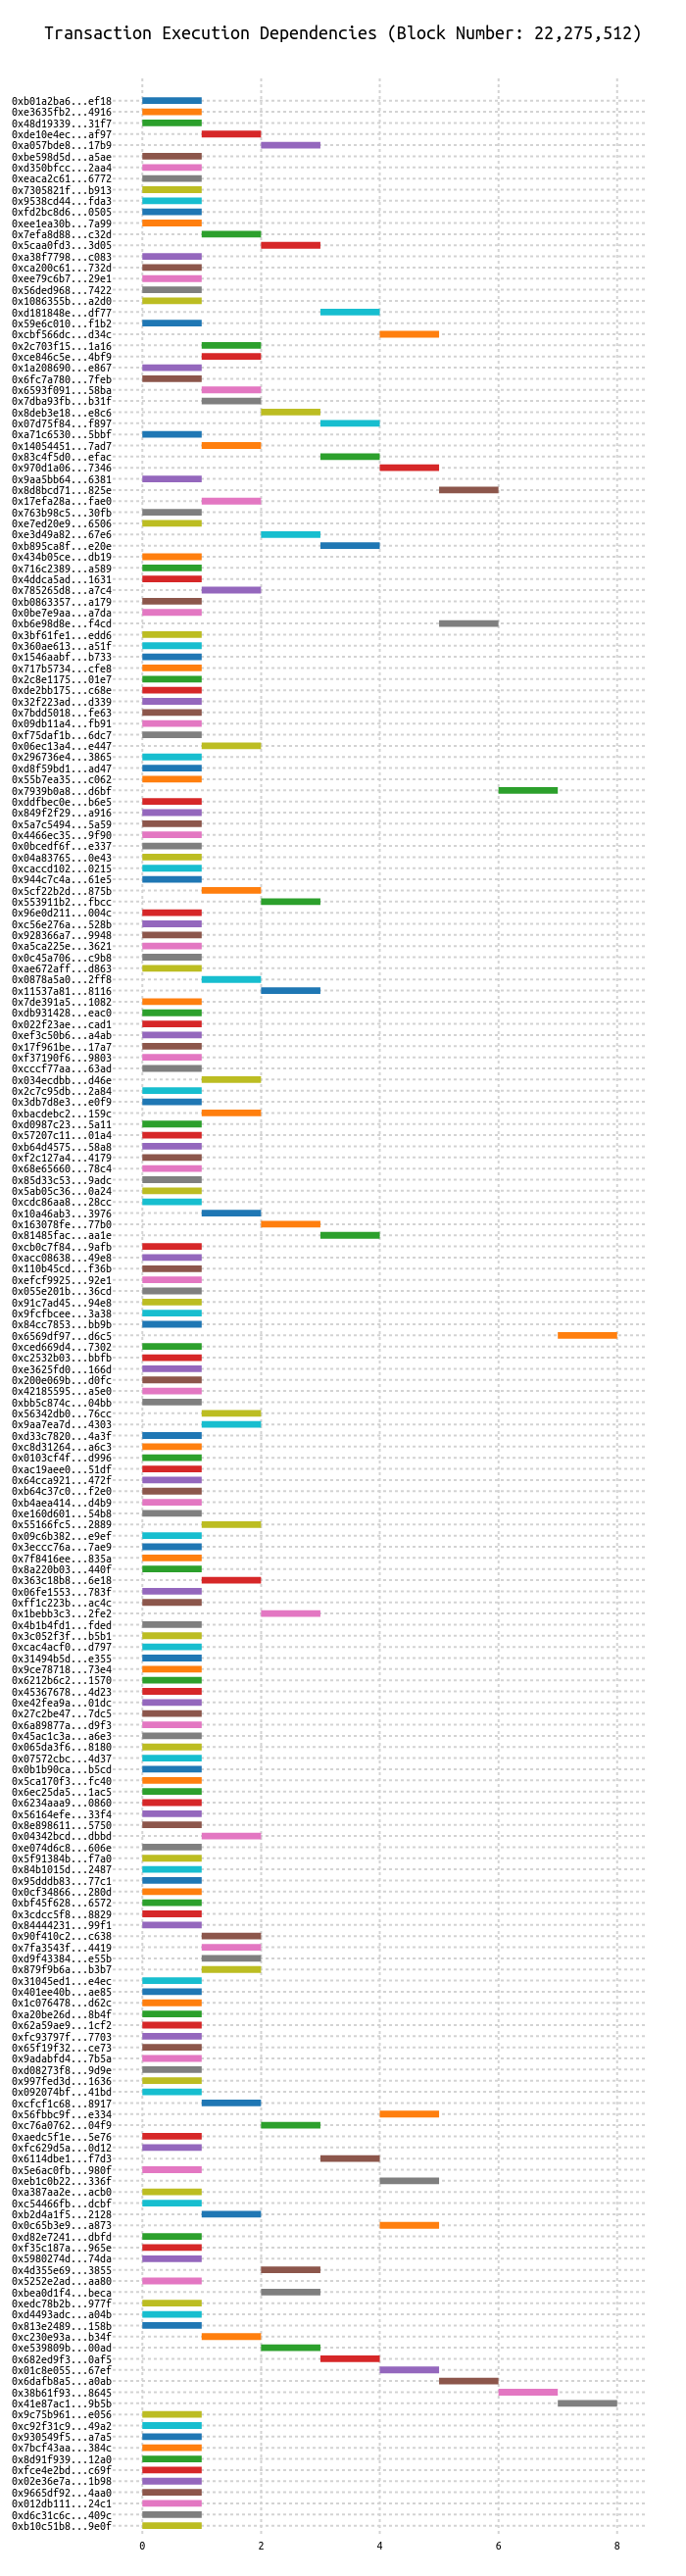 Transaction Execution Dependencies (Block Number: 22,275,512)
0xb01a2ba6...ef18
0xe3635fb2...4916
0x48d19339...31f7
0xde10e4ec...af97
0xa057bde8...17b9
0xbe598d5d...a5ae
0xd350bfcc...2aa4
0xeaca2c61...6772
0x7305821f...b913
0x9538cd44...fda3
0xfd2bc8d6...0505
0xee1ea30b...7a99
0x7efa8d88...c32d
0x5caa0fd3...3d05
0xa38f7798...c083
0xca200c61...732d
0xee79c6b7...29e1
0x56ded968...7422
0x1086355b...a2d0
0xd181848e...df77
0x59e6c010...f1b2
0xcbf566dc...d34c
0x2c703f15...1a16
0xce846c5e...4bf9
0x1a208690...e867
0x6fc7a780...7feb
0x6593f091...58ba
0x7dba93fb...b31f
0x8deb3e18...e8c6
0x07d75f84...f897
0xa71c6530...5bbf
0x14054451...7ad7
0x83c4f5d0...efac
0x970d1a06...7346
0x9aa5bb64...6381
0x8d8bcd71...825e
0x17efa28a...fae0
0x763b98c5...30fb
0xe7ed20e9...6506
0xe3d49a82...67e6
0xb895ca8f...e20e
0x434b05ce...db19
0x716c2389...a589
0x4ddca5ad...1631
0x785265d8...a7c4
0xb0863357...a179
0x0be7e9aa...a7da
0xb6e98d8e...f4cd
0x3bf61fe1...edd6
0x360ae613...a51f
0x1546aabf...b733
0x717b5734...cfe8
0x2c8e1175...01e7
0xde2bb175...c68e
0x32f223ad...d339
0x7bdd5018...fe63
0x09db11a4...fb91
0xf75daf1b...6dc7
0x06ec13a4...e447
0x296736e4...3865
0xd8f59bd1...ad47
0x55b7ea35...c062
0x7939b0a8...d6bf
0xddfbec0e...b6e5
0x849f2f29...a916
0x5a7c5494...5a59
0x4466ec35...9f90
0x0bcedf6f...e337
0x04a83765...0e43
0xcaccd102...0215
0x944c7c4a...61e5
0x5cf22b2d...875b
0x553911b2...fbcc
0x96e0d211...004c
0xc56e276a...528b
0x928366a7...9948
0xa5ca225e...3621
0x0c45a706...c9b8
0xae672aff...d863
0x0878a5a0...2ff8
0x11537a81...8116
0x7de391a5...1082
0xdb931428...eac0
0x022f23ae...cad1
0xef3c50b6...a4ab
0x17f961be...17a7
0xf37190f6...9803
0xcccf77aa...63ad
0x034ecdbb...d46e
0x2c7c95db...2a84
0x3db7d8e3...e0f9
0xbacdebc2...159c
0xd0987c23...5a11
0x57207c11...01a4
0xb64d4575...58a8
0xf2c127a4...4179
0x68e65660...78c4
0x85d33c53...9adc
0x5ab05c36...0a24
0xcdc86aa8...28cc
0x10a46ab3...3976
0x163078fe...77b0
0x81485fac...aa1e
0xcb0c7f84...9afb
0xacc08638...49e8
0x110b45cd...f36b
0xefcf9925...92e1
0x055e201b...36cd
0x91c7ad45...94e8
0x9fcfbcee...3a38
0x84cc7853...bb9b
0x6569df97...d6c5
0xced669d4...7302
0xc2532b03...bbfb
0xe3625fd0...166d
0x200e069b...d0fc
0x42185595...a5e0
0xbb5c874c...04bb
0x56342db0...76cc
0x9aa7ea7d...4303
0xd33c7820...4a3f
0xc8d31264...a6c3
0x0103cf4f...d996
0xac19aee0...51df
0x64cca921...472f
0xb64c37c0...f2e0
0xb4aea414...d4b9
0xe160d601...54b8
0x55166fc5...2889
0x09c6b382...e9ef
0x3eccc76a...7ae9
0x7f8416ee...835a
0x8a220b03...440f
0x363c18b8...6e18
0x06fe1553...783f
0xff1c223b...ac4c
0x1bebb3c3...2fe2
0x4b1b4fd1...fded
0x3c052f3f...b5b1
0xcac4acf0...d797
0x31494b5d...e355
0x9ce78718...73e4
0x6212b6c2...1570
0x45367678...4d23
0xe42fea9a...01dc
0x27c2be47...7dc5
0x6a89877a...d9f3
0x45ac1c3a...a6e3
0x065da3f6...8180
0x07572cbc...4d37
0x0b1b90ca...b5cd
0x5ca170f3...fc40
0x6ec25da5...1ac5
0x6234aaa9...0860
0x56164efe...33f4
0x8e898611...5750
0x04342bcd...dbbd
0xe074d6c8...606e
0x5f91384b...f7a0
0x84b1015d...2487
0x95dddb83...77c1
0x0cf34866...280d
0xbf45f628...6572
0x3cdcc5f8...8829
0x84444231...99f1
0x90f410c2...c638
0x7fa3543f...4419
0xd9f43384...e55b
0x879f9b6a...b3b7
0x31045ed1...e4ec
0x401ee40b...ae85
0x1c076478...d62c
0xa20be26d...8b4f
0x62a59ae9...1cf2
0xfc93797f...7703
0x65f19f32...ce73
0x9adabfd4...7b5a
0xd08273f8...9d9e
0x997fed3d...1636
0x092074bf...41bd
0xcfcf1c68...8917
0x56fbbc9f...e334
0xc76a0762...04f9
0xaedc5f1e...5e76
0xfc629d5a...0d12
0x6114dbe1...f7d3
0x5e6ac0fb...980f
0xeb1c0b22...336f
0xa387aa2e...acb0
0xc54466fb...dcbf
0xb2d4a1f5...2128
0x0c65b3e9...a873
0xd82e7241...dbfd
0xf35c187a...965e
0x5980274d...74da
0x4d355e69...3855
0x5252e2ad...aa80
0xbea0d1f4...beca
0xedc78b2b...977f
0xd4493adc...a04b
0x813e2489...158b
0xc230e93a...b34f
0xe539809b...00ad
0x682ed9f3...0af5
0x01c8e055...67ef
0x6dafb8a5...a0ab
0x38b61f93...8645
0x41e87ac1...9b5b
0x9c75b961...e056
0xc92f31c9...49a2
0x930549f5...a7a5
0x7bcf43aa...384c
0x8d91f939...12a0
0xfce4e2bd...c69f
0x02e36e7a...1b98
0x9665df92...4aa0
0x012db111...24c1
0xd6c31c6c...409c
0xb10c51b8...9e0f
0 2 4 6 8